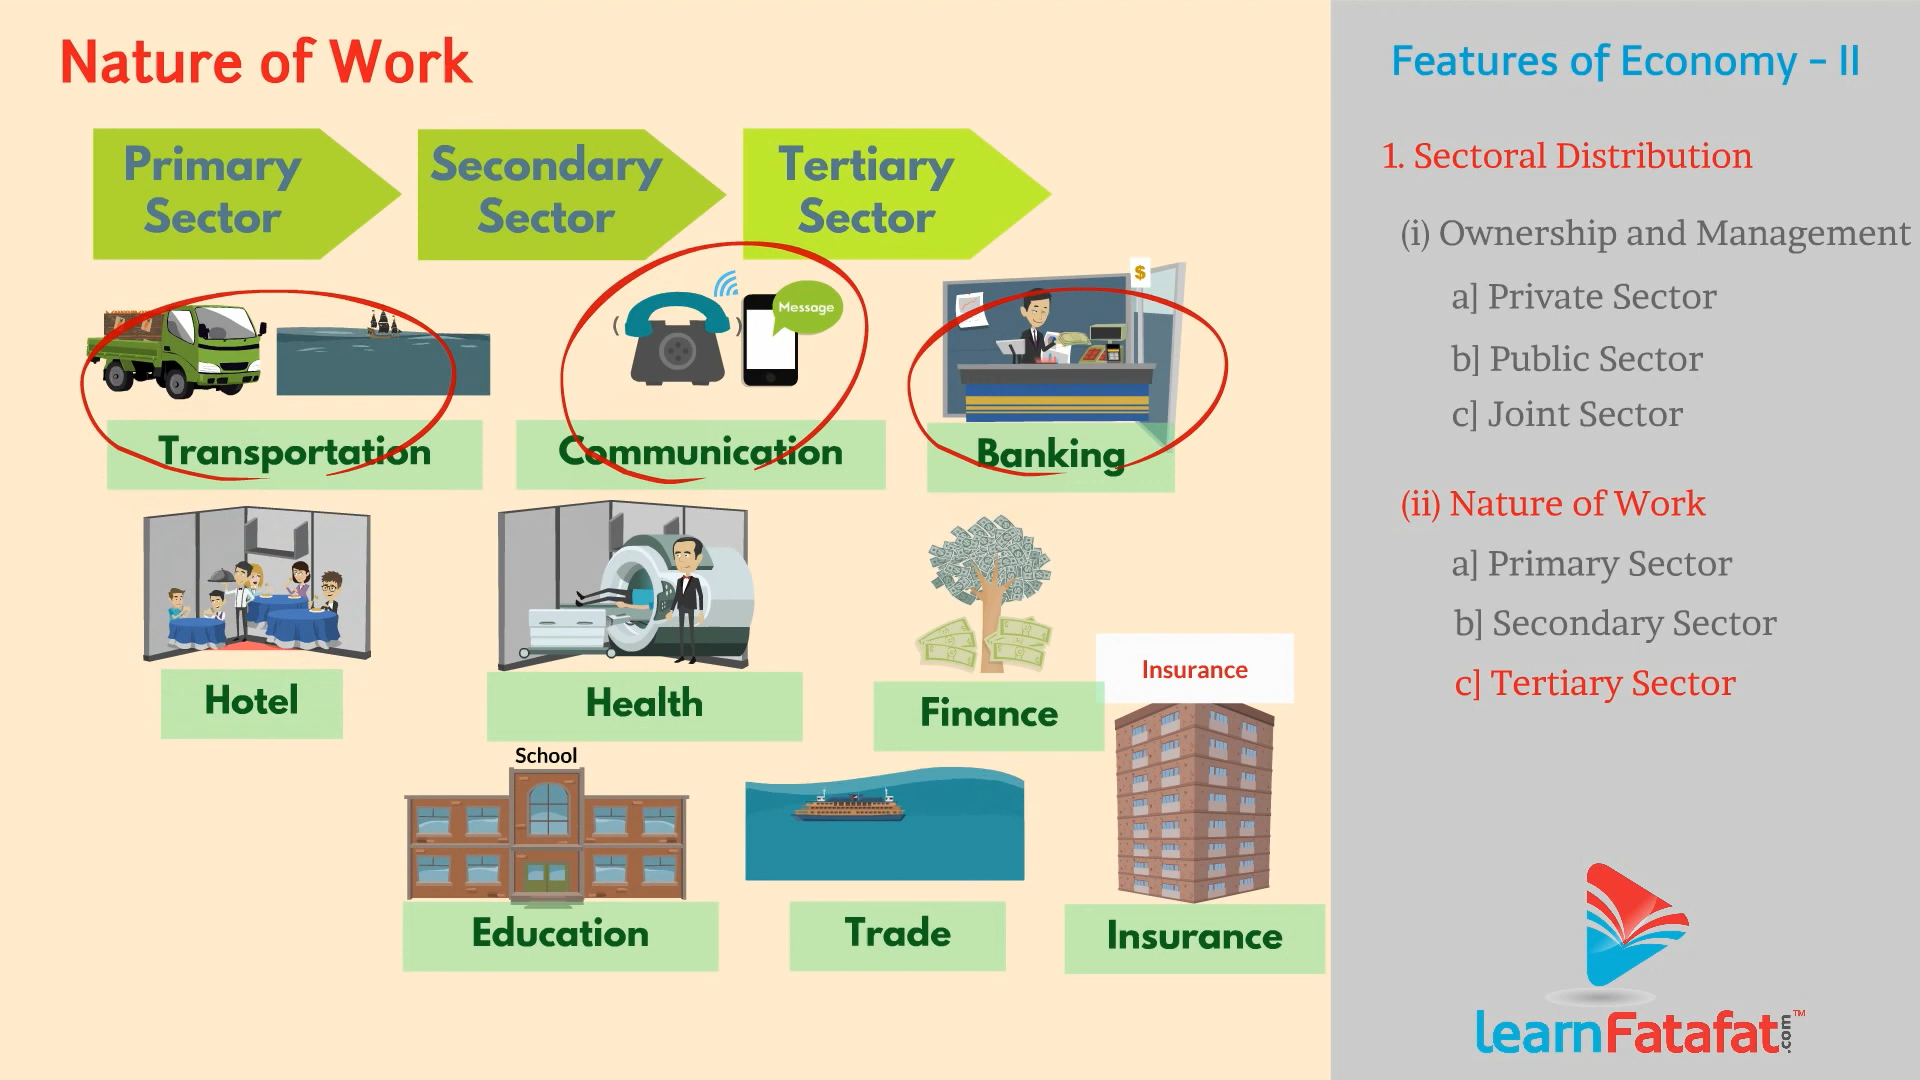 Nature of Work
Primary
Sector
Secondary
Sector
Tertiary
Sector
Message
$
Transportation
Communication
Banking
Hotel
Health
Finance
Insurance
School
Education
Trade
Insurance
Features of Economy – II
1. Sectoral Distribution
(i) Ownership and Management
a] Private Sector
b] Public Sector
c] Joint Sector
(ii) Nature of Work
a] Primary Sector
b] Secondary Sector
c] Tertiary Sector
learnFatafat.com™